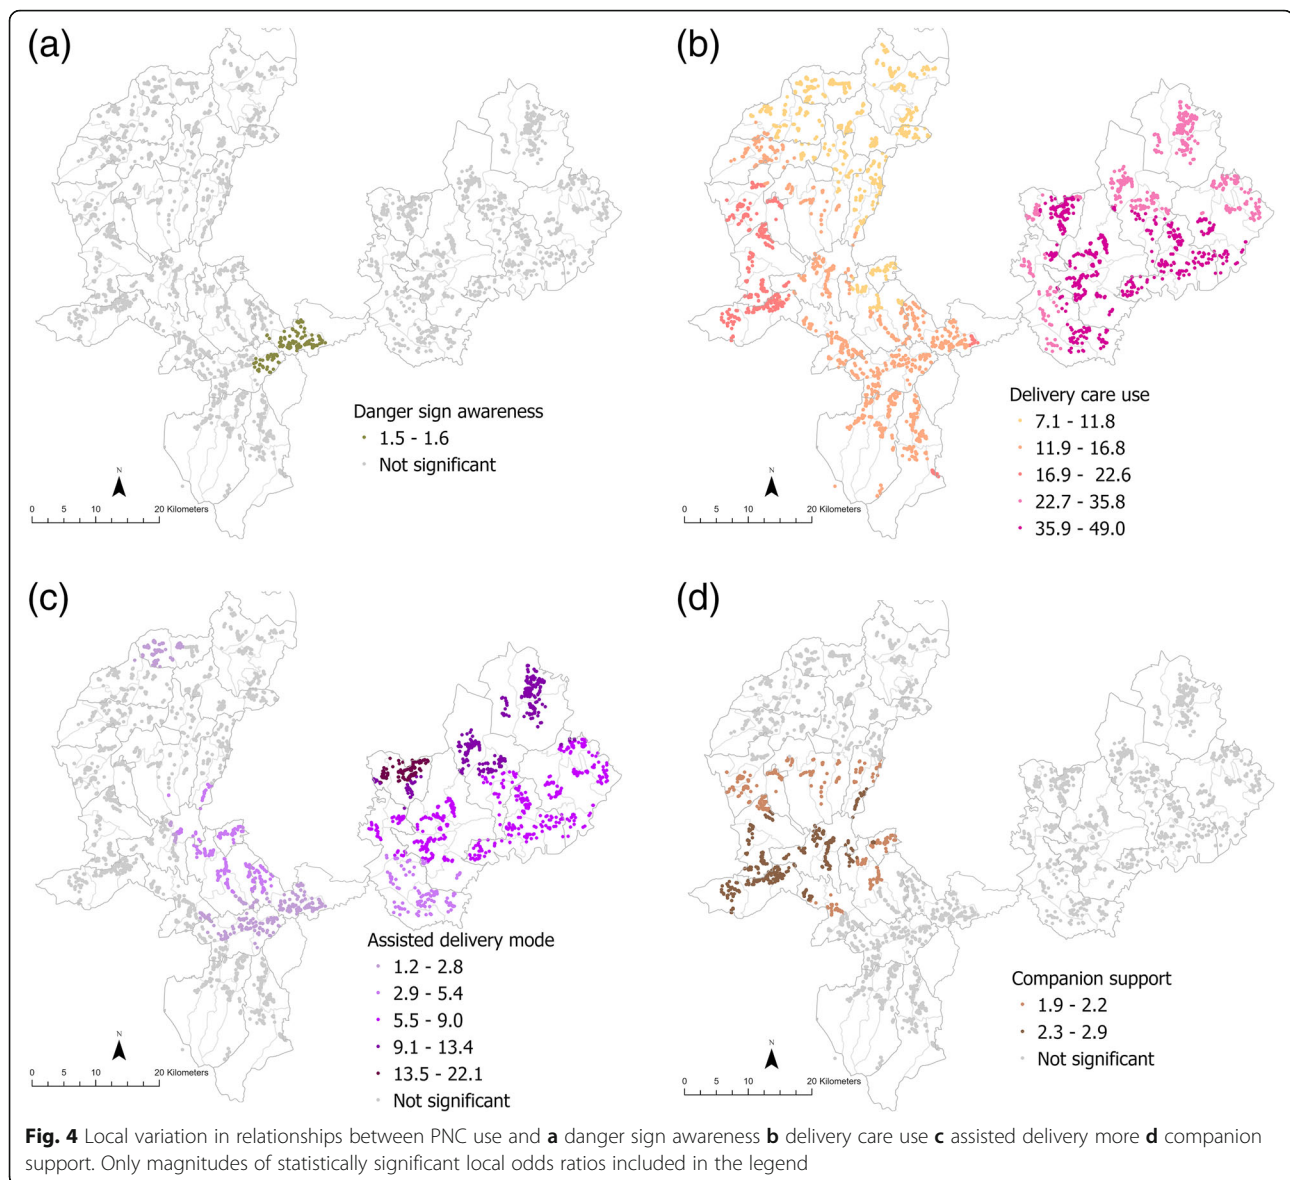 (a)
Danger sign awareness
1.5 - 1.6
Not significant
N
0 5 10 20 Kilometers
(b)
Delivery care use
7.1 - 11.8
11.9 - 16.8
16.9 - 22.6
22.7 - 35.8
35.9 - 49.0
N
0 5 10 20 Kilometers
(c)
Assisted delivery mode
1.2 - 2.8
2.9 - 5.4
5.5 - 9.0
9.1 - 13.4
13.5 - 22.1
Not significant
N
0 5 10 20 Kilometers
(d)
Companion support
1.9 - 2.2
2.3 - 2.9
Not significant
N
0 5 10 20 Kilometers
Fig. 4 Local variation in relationships between PNC use and a danger sign awareness b delivery care use c assisted delivery more d companion
support. Only magnitudes of statistically significant local odds ratios included in the legend